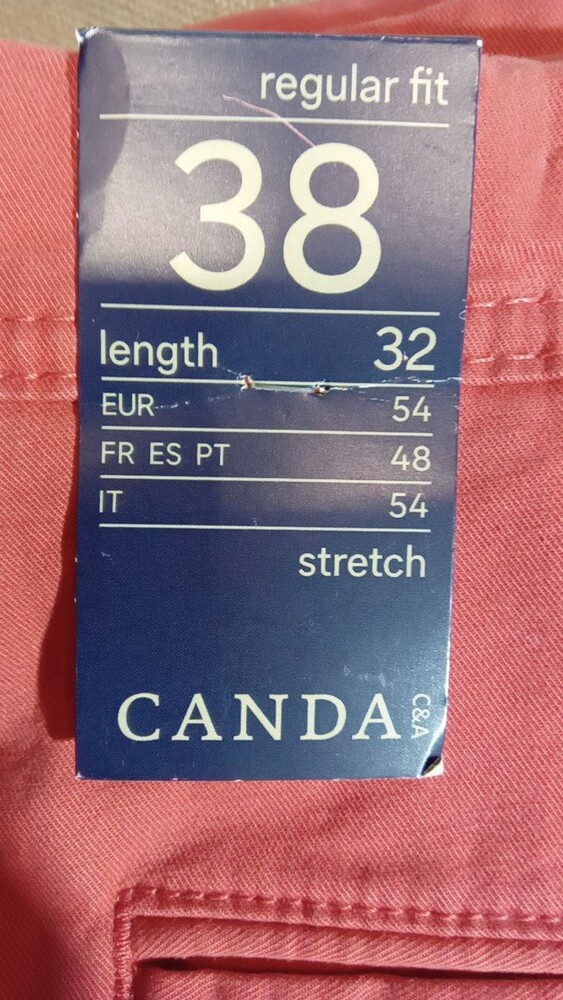 regular fit
38
length 32
EUR 54
FR ES PT 48
IT 54
stretch
CANDA C&A